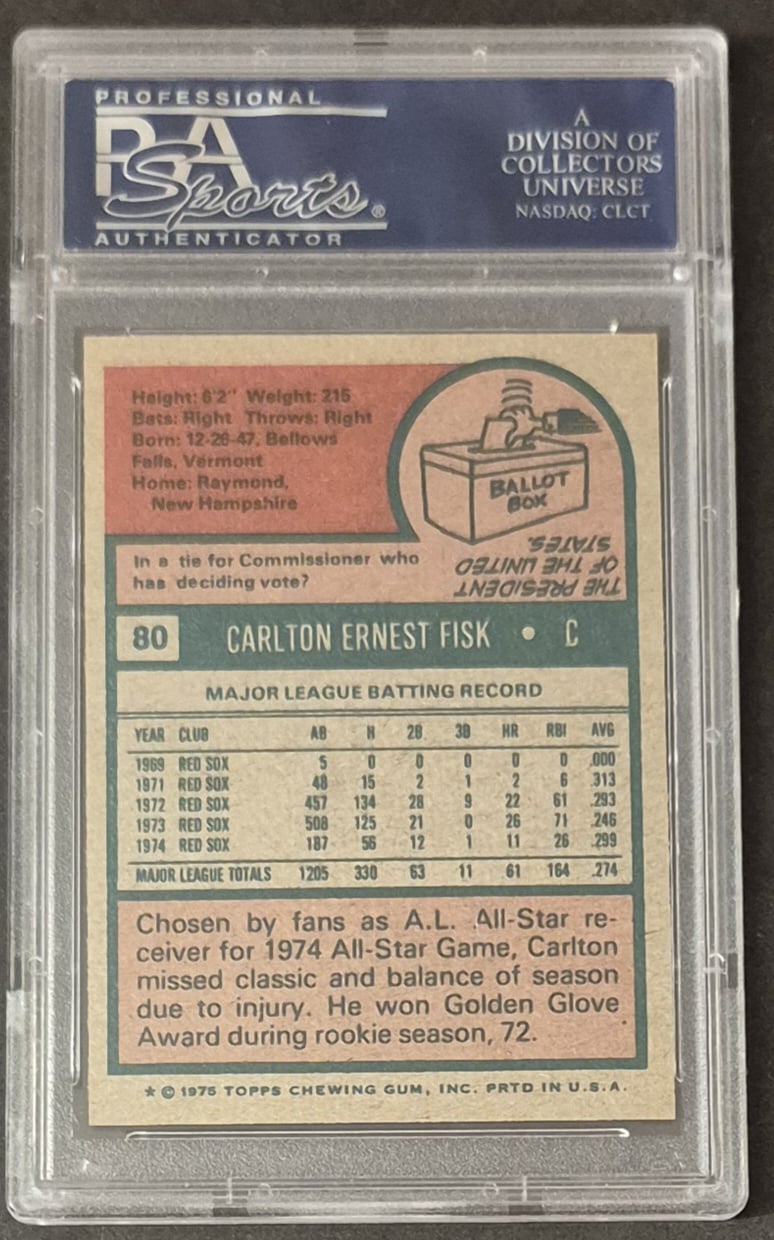 PROFESSIONAL
PSA
Sports®
AUTHENTICATOR
A
DIVISION OF
COLLECTORS
UNIVERSE
NASDAQ: CLCT
Height: 6'2" Weight: 215
Bats: Right Throws: Right
Born: 12-26-47, Bellows
Falls, Vermont
Home: Raymond,
New Hampshire
BALLOT
BOX
In a tie for Commissioner who
has deciding vote?
THE PRESIDENT
OF THE UNITED
STATES.
80 CARLTON ERNEST FISK • C
MAJOR LEAGUE BATTING RECORD
YEAR CLUB AB H 2B 3B HR RBI AVG
1969 RED SOX 5 0 0 0 0 0 .000
1971 RED SOX 48 15 2 1 2 6 .313
1972 RED SOX 457 134 28 9 22 61 .293
1973 RED SOX 508 125 21 0 26 71 .246
1974 RED SOX 187 56 12 1 11 26 .299
MAJOR LEAGUE TOTALS 1205 330 63 11 61 164 .274
Chosen by fans as A.L. All-Star re-
ceiver for 1974 All-Star Game, Carlton
missed classic and balance of season
due to injury. He won Golden Glove
Award during rookie season, 72.
★ © 1975 TOPPS CHEWING GUM, INC. PRTD IN U.S.A.